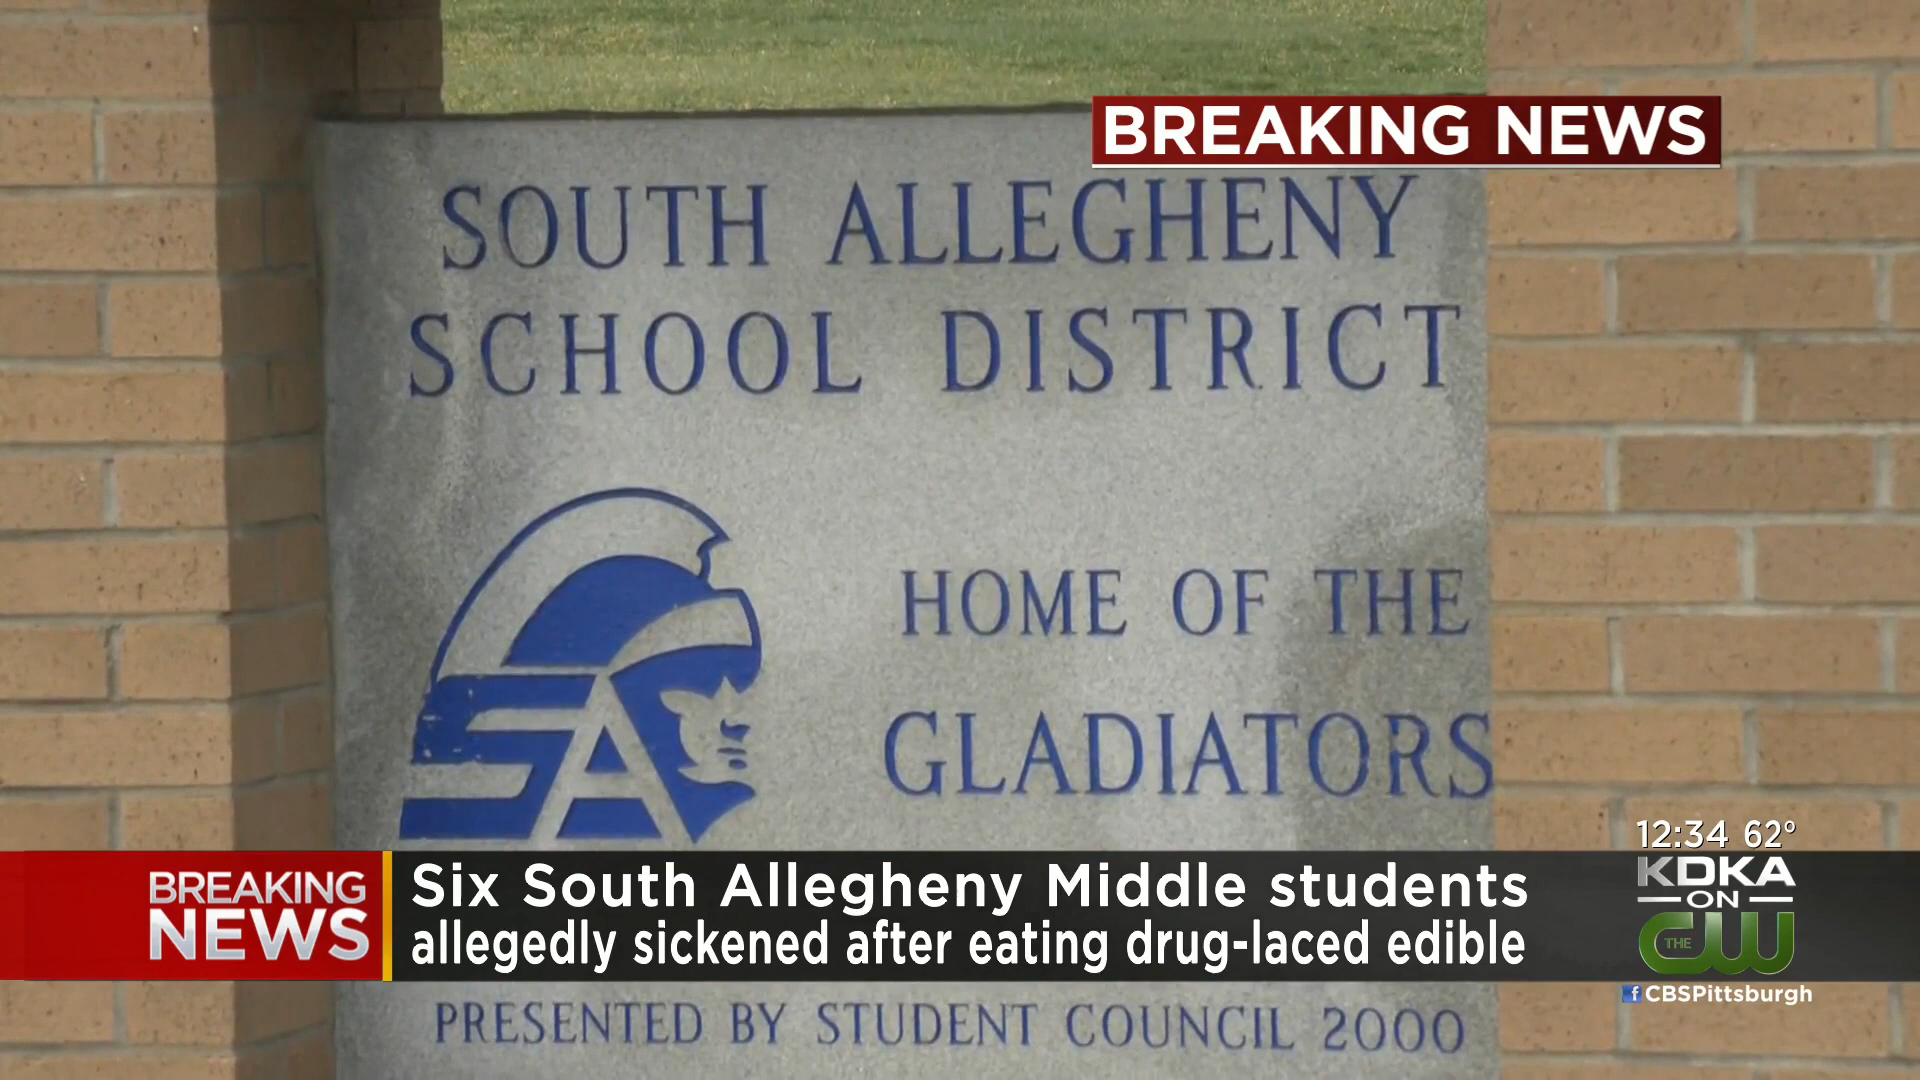 BREAKING NEWS
SOUTH ALLEGHENY
SCHOOL DISTRICT
HOME OF THE
GLADIATORS
SA
12:34 62°
BREAKING
NEWS
Six South Allegheny Middle students
allegedly sickened after eating drug-laced edible
KDKA
ON
THE
CW
f CBSPittsburgh
PRESENTED BY STUDENT COUNCIL 2000